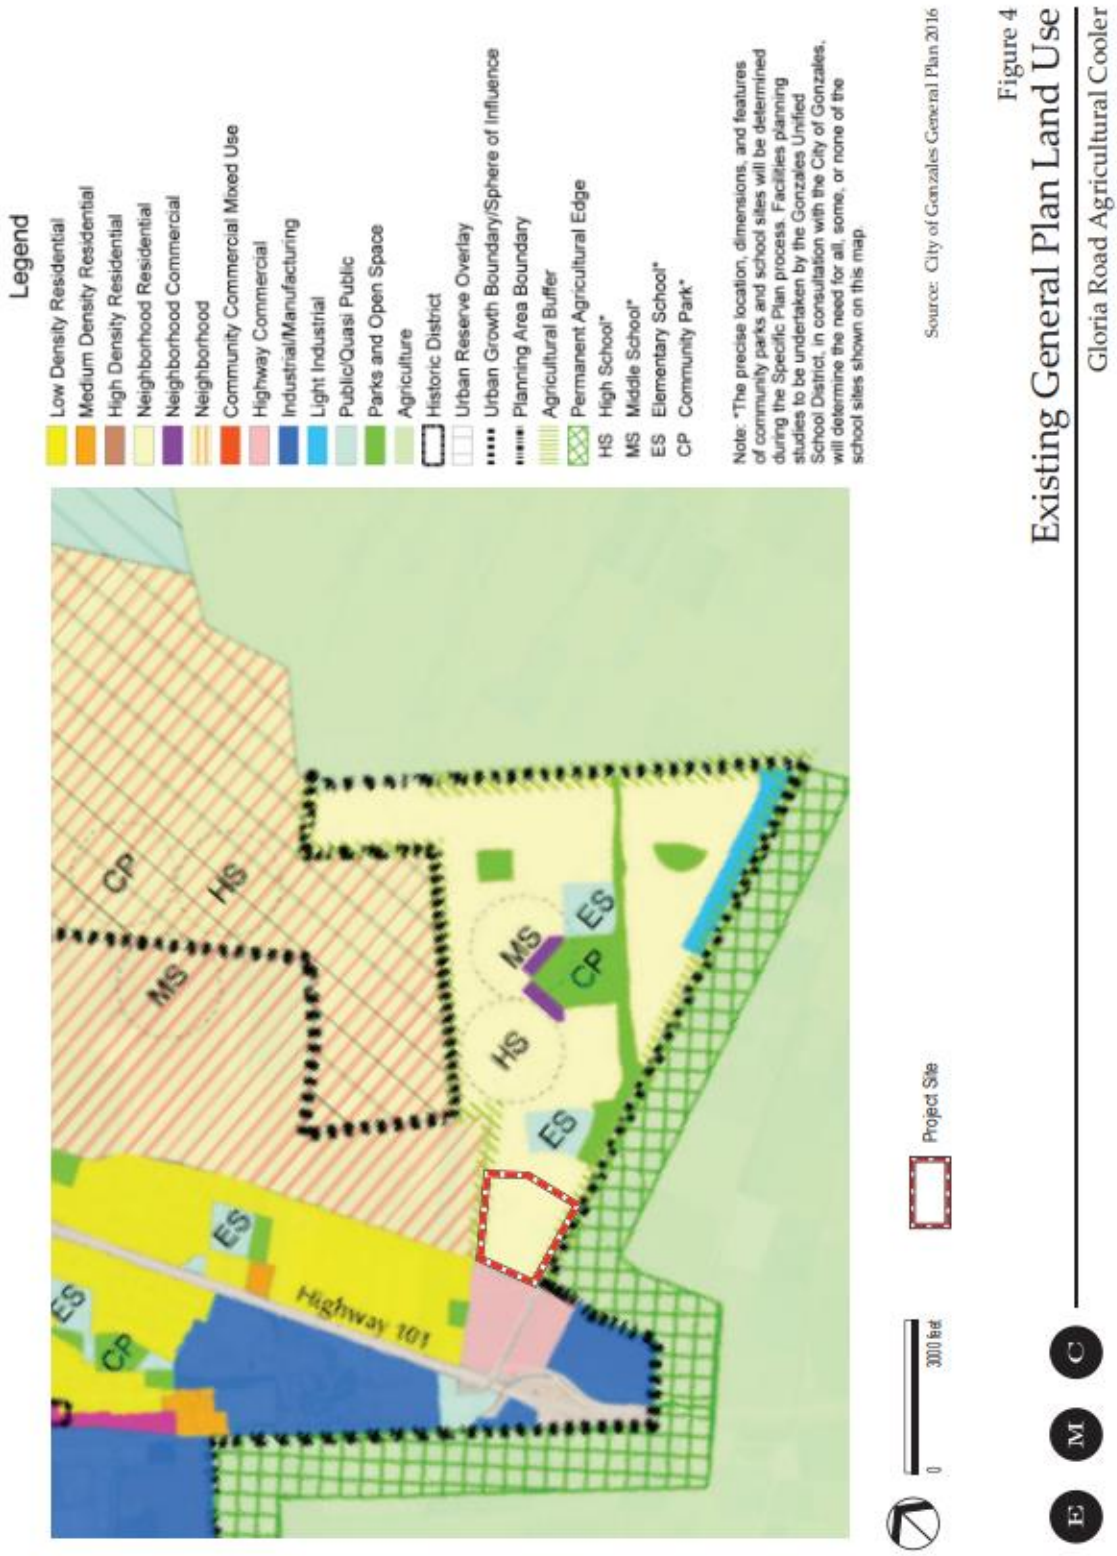 Legend
Low Density Residential
Medium Density Residential
High Density Residential
Neighborhood Residential
Neighborhood Commercial
Neighborhood
Community Commercial Mixed Use
Highway Commercial
Industrial/Manufacturing
Light Industrial
Public/Quasi Public
Parks and Open Space
Agriculture
Historic District
Urban Reserve Overlay
Urban Growth Boundary/Sphere of Influence
Planning Area Boundary
Agricultural Buffer
Permanent Agricultural Edge
HS High School*
MS Middle School*
ES Elementary School*
CP Community Park*
Note: *The precise location, dimensions, and features
of community parks and school sites will be determined
during the Specific Plan process. Facilities planning
studies to be undertaken by the Gonzales Unified
School District, in consultation with the City of Gonzales,
will determine the need for all, some, or none of the
school sites shown on this map.
ES
CP
ES
MS
CP
HS
Highway 101
ES
HS
MS
CP
ES
0
3000 feet
Project Site
Source: City of Gonzales General Plan 2016
Figure 4
Existing General Plan Land Use
Gloria Road Agricultural Cooler
E M C